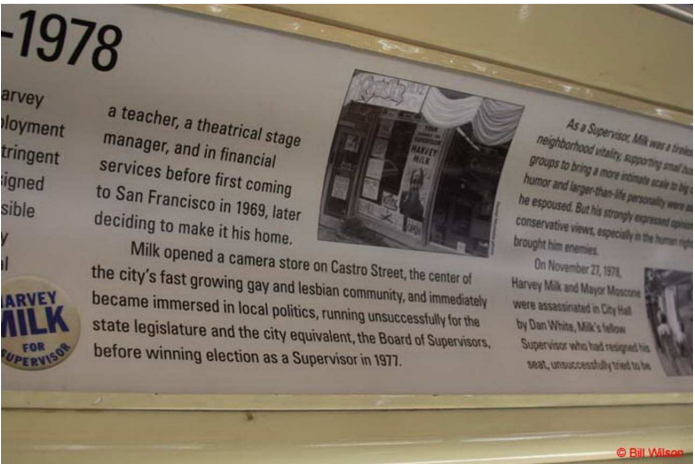 -1978
arvey
ployment
tringent
igned
sible
y
al
HARVEY
MILK
FOR
SUPERVISOR
a teacher, a theatrical stage
manager, and in financial
services before first coming
to San Francisco in 1969, later
deciding to make it his home.
Milk opened a camera store on Castro Street, the center of
the city's fast growing gay and lesbian community, and immediately
became immersed in local politics, running unsuccessfully for the
state legislature and the city equivalent, the Board of Supervisors,
before winning election as a Supervisor in 1977.
HARVEY
MILK
OPEN
As a Supervisor, Milk was a tireless
neighborhood vitality, supporting small
groups to bring a more intimate scale to big
humor and larger-than-life personality were
he espoused. But his strongly expressed
conservative views, especially in the human
brought him enemies.
On November 27, 1978,
Harvey Milk and Mayor Moscone
were assassinated in City Hall
by Dan White, Milk's fellow
Supervisor who had resigned his
seat, unsuccessfully tried to be
© Bill Wilson